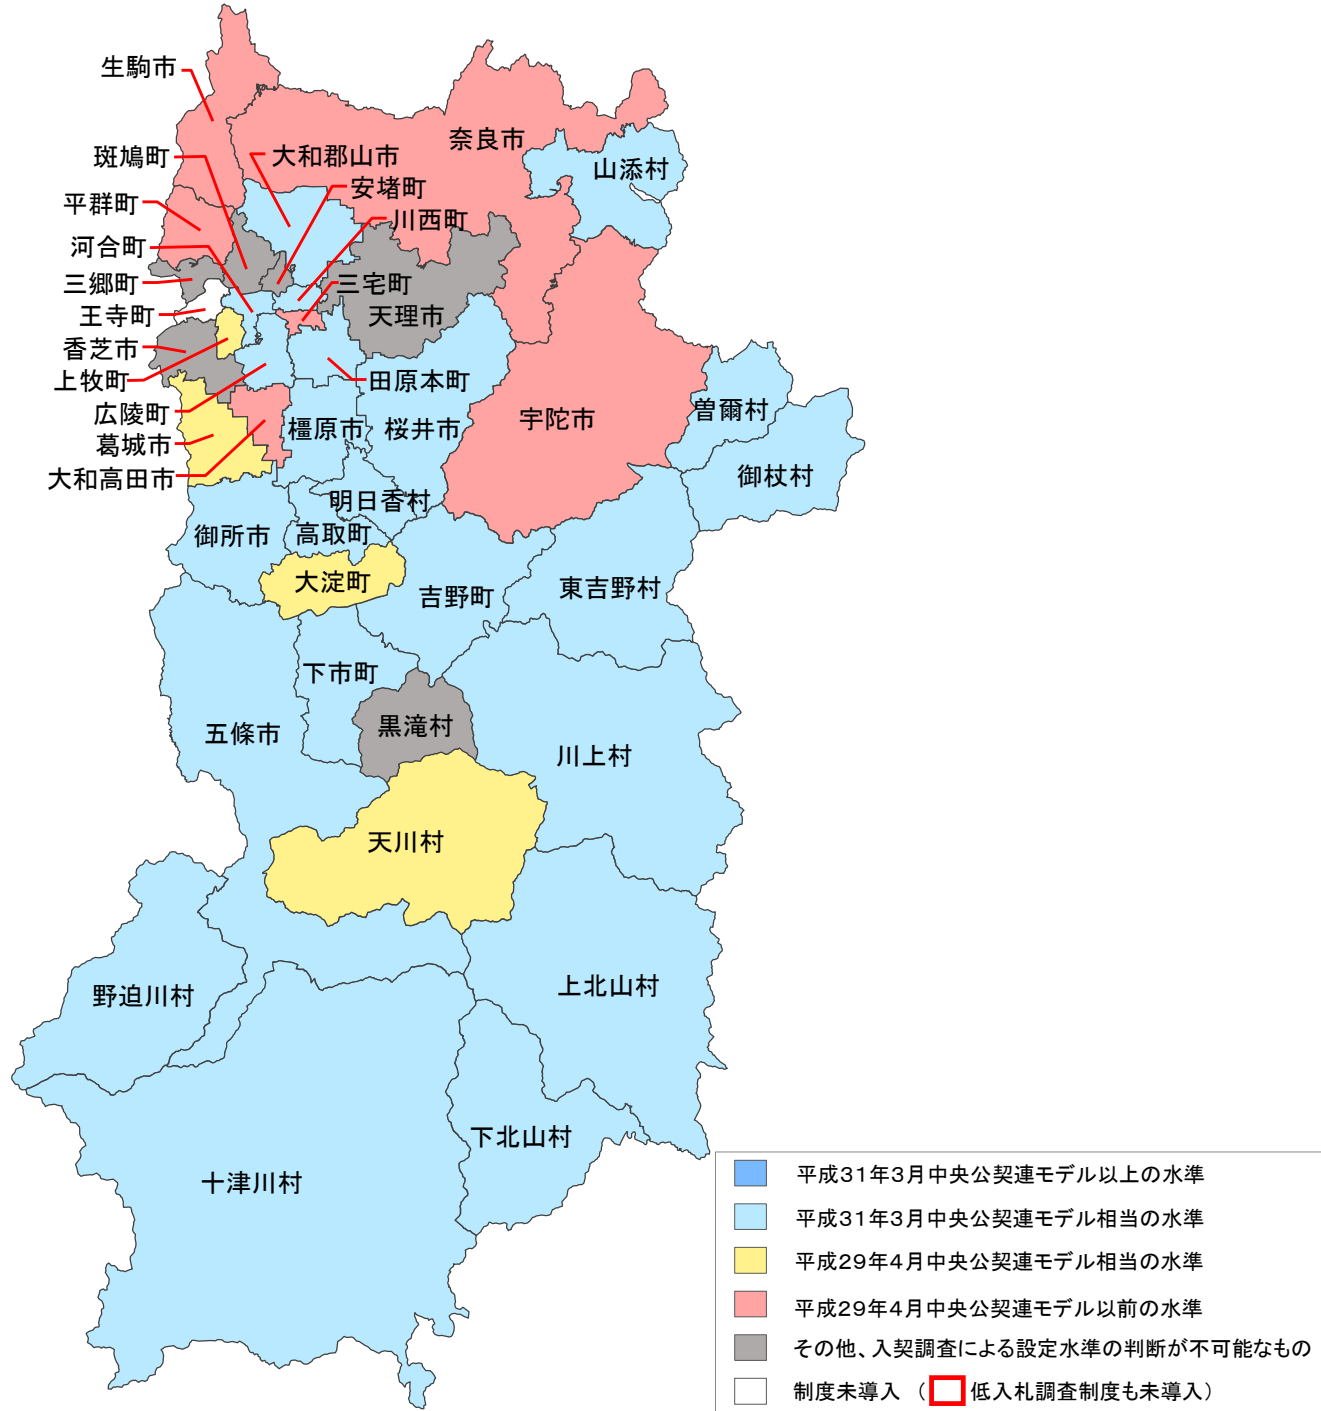 生駒市
奈良市
斑鳩町
大和郡山市
山添村
安堵町
平群町
川西町
河合町
三郷町
三宅町
王寺町
天理市
香芝市
上牧町
田原本町
広陵町
曽爾村
宇陀市
橿原市
桜井市
葛城市
大和高田市
御杖村
明日香村
御所市
高取町
大淀町
吉野町
東吉野村
下市町
黒滝村
五條市
川上村
天川村
上北山村
野迫川村
下北山村
十津川村
平成31年3月中央公契連モデル以上の水準
平成31年3月中央公契連モデル相当の水準
平成29年4月中央公契連モデル相当の水準
平成29年4月中央公契連モデル以前の水準
その他、入契調査による設定水準の判断が不可能なもの
制度未導入 ( 低入札調査制度も未導入)